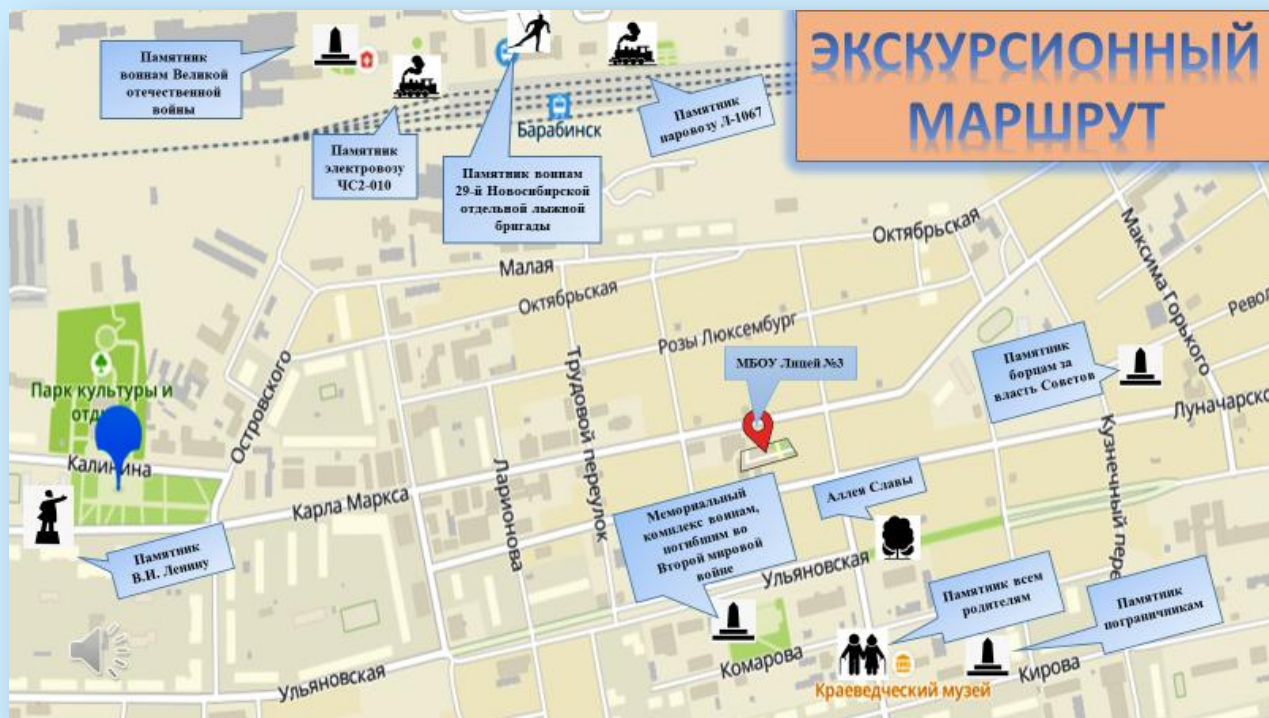 ЭКСКУРСИОННЫЙ
МАРШРУТ
Памятник
воинам Великой
отечественной
войны
Памятник
электровозу
ЧС2-010
Памятник воинам
29-й Новосибирской
отдельной лыжной
бригады
Барабинск
Памятник
паровозу Л-1067
Малая
Октябрьская
Октябрьская
Розы Люксембург
Максима Горького
Памятник
борцам за
власть Советов
Луначарско
МБОУ Лицей №3
Парк культуры и
Калинина
Островского
Трудовой переулок
Ларионова
Карла Маркса
Кузнечный пере
Памятник
В.И. Ленину
Мемориальный
комплекс воинам,
погибшим во
Второй мировой
войне
Аллея Славы
Ульяновская
Памятник всем
родителям
Памятник
пограничникам
Комарова
Кирова
Краеведческий музей
Ульяновская